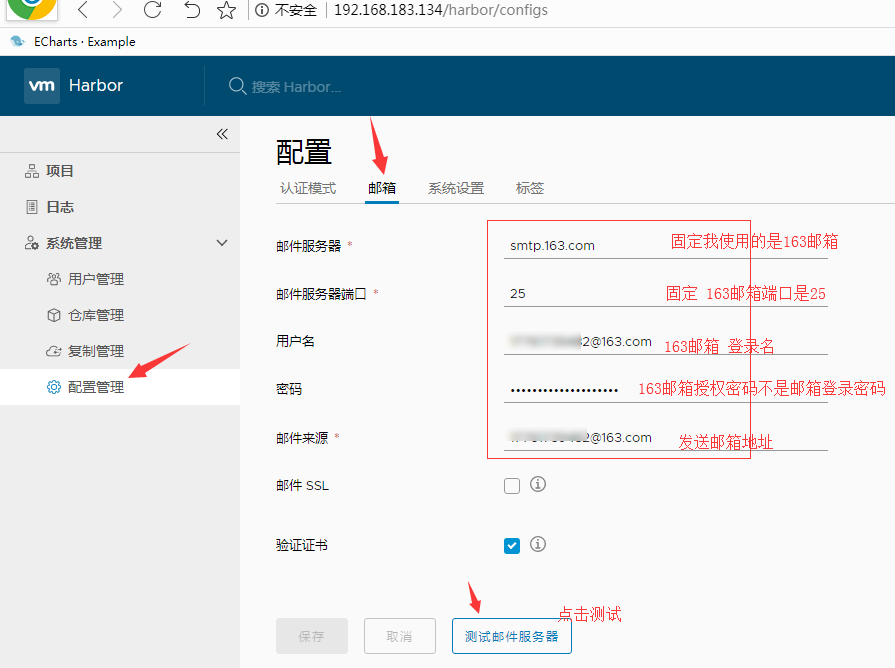 不安全 192.168.183.134/harbor/configs
ECharts · Example
vm Harbor 搜索 Harbor...
配置
认证模式 邮箱 系统设置 标签
项目
日志
系统管理
用户管理
仓库管理
复制管理
配置管理
邮件服务器 * smtp.163.com 固定我使用的是163邮箱
邮件服务器端口 * 25 固定 163邮箱端口是25
用户名 2@163.com 163邮箱 登录名
密码 163邮箱授权密码不是邮箱登录密码
邮件来源 * 2@163.com 发送邮箱地址
邮件 SSL
验证证书
点击测试
保存 取消 测试邮件服务器